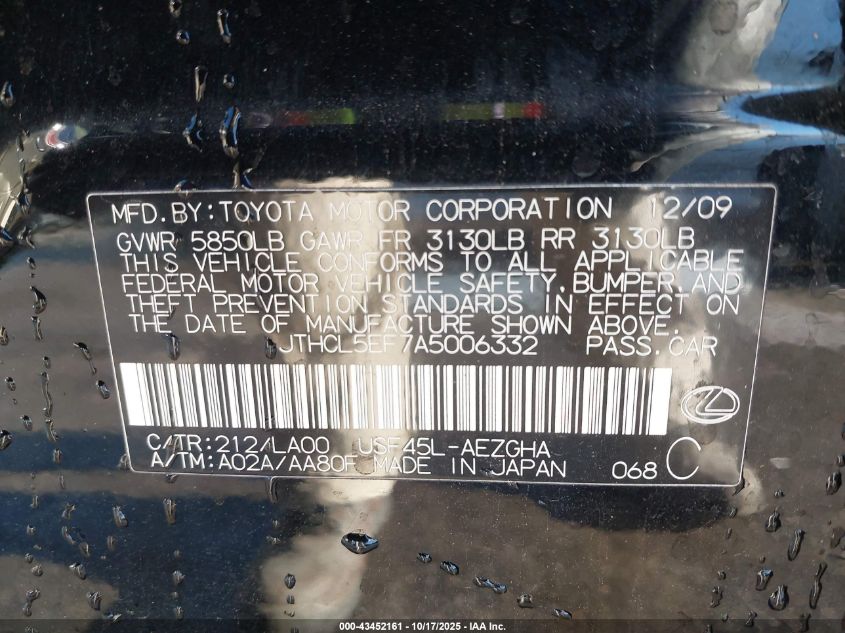 MFD. BY: TOYOTA MOTOR CORPORATION 12/09
GVWR 5850LB GAWR FR 3130LB RR 3130LB
THIS VEHICLE CONFORMS TO ALL APPLICABLE
FEDERAL MOTOR VEHICLE SAFETY, BUMPER, AND
THEFT PREVENTION STANDARDS IN EFFECT ON
THE DATE OF MANUFACTURE SHOWN ABOVE.
JTHCL5EF7A5006332 PASS. CAR
C/TR: 212/LA00 USF45L-AEZGHA
A/TM: A02A/AA80F MADE IN JAPAN 068 C
000-43452161 - 10/17/2025 - IAA Inc.